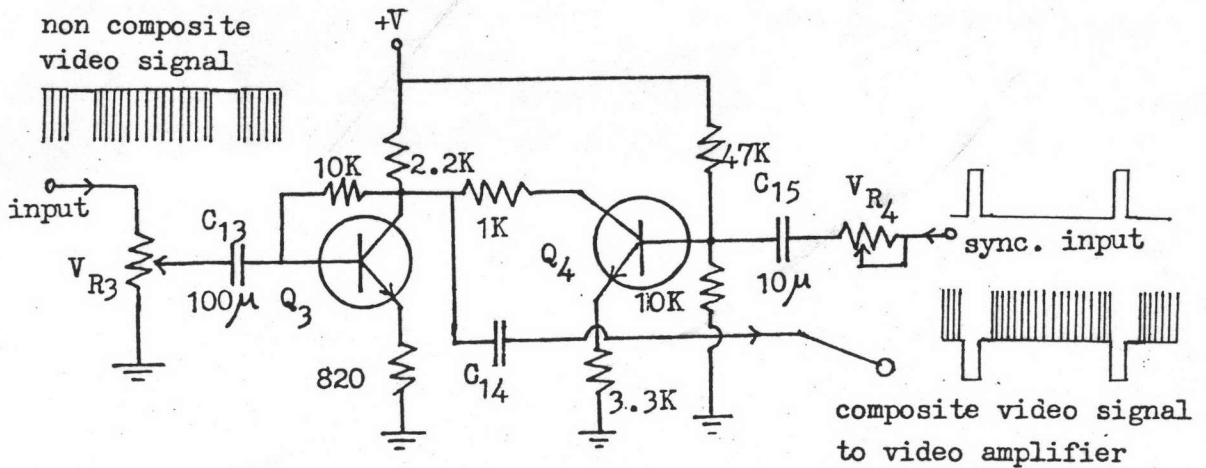 +V
non composite
video signal
input
VR3
C13
100μ
10K
2.2K
Q3
820
1K
C14
Q4
47K
10K
3.3K
C15
10μ
VR4
sync. input
composite video signal
to video amplifier